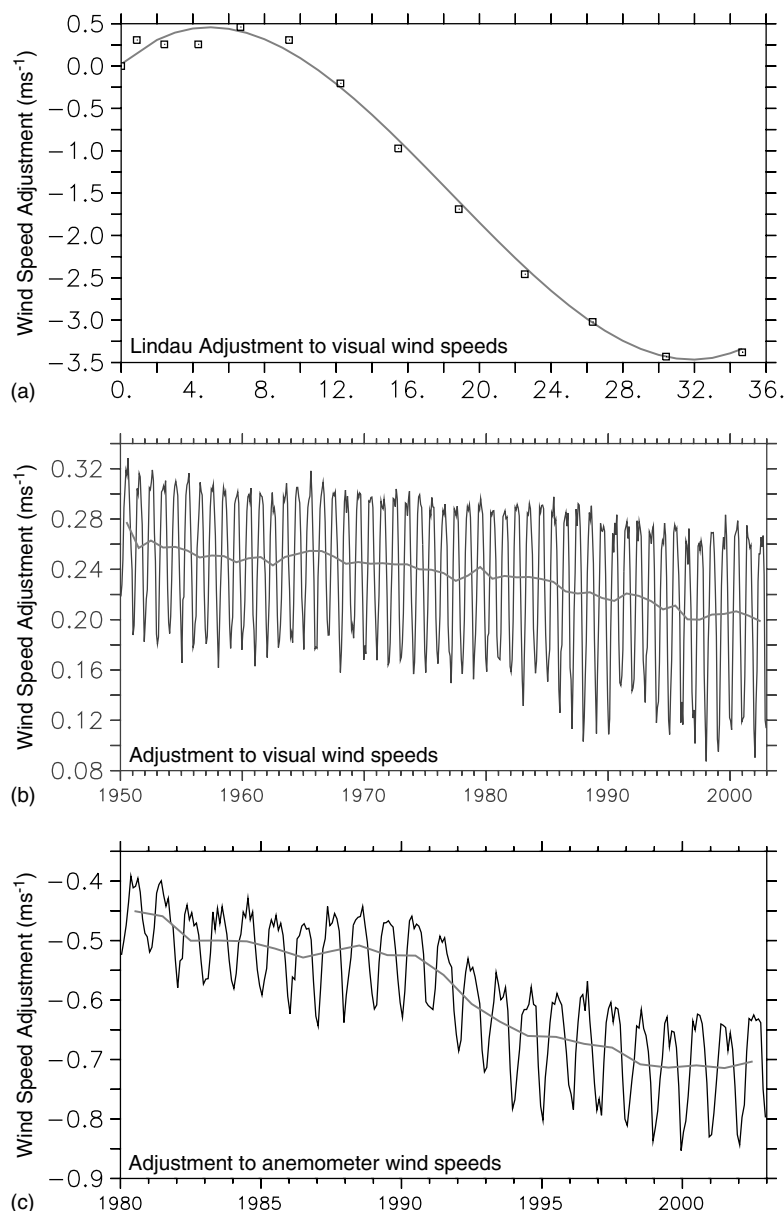 Wind Speed Adjustment (ms-1)
0.5
0.0
−0.5
−1.0
−1.5
−2.0
−2.5
−3.0
−3.5
Lindau Adjustment to visual wind speeds
(a)
0. 4. 8. 12. 16. 20. 24. 28. 32. 36.
Wind Speed Adjustment (ms-1)
0.32
0.28
0.24
0.20
0.16
0.12
0.08
Adjustment to visual wind speeds
(b)
1950 1960 1970 1980 1990 2000
Wind Speed Adjustment (ms-1)
−0.4
−0.5
−0.6
−0.7
−0.8
−0.9
Adjustment to anemometer wind speeds
(c)
1980 1985 1990 1995 2000